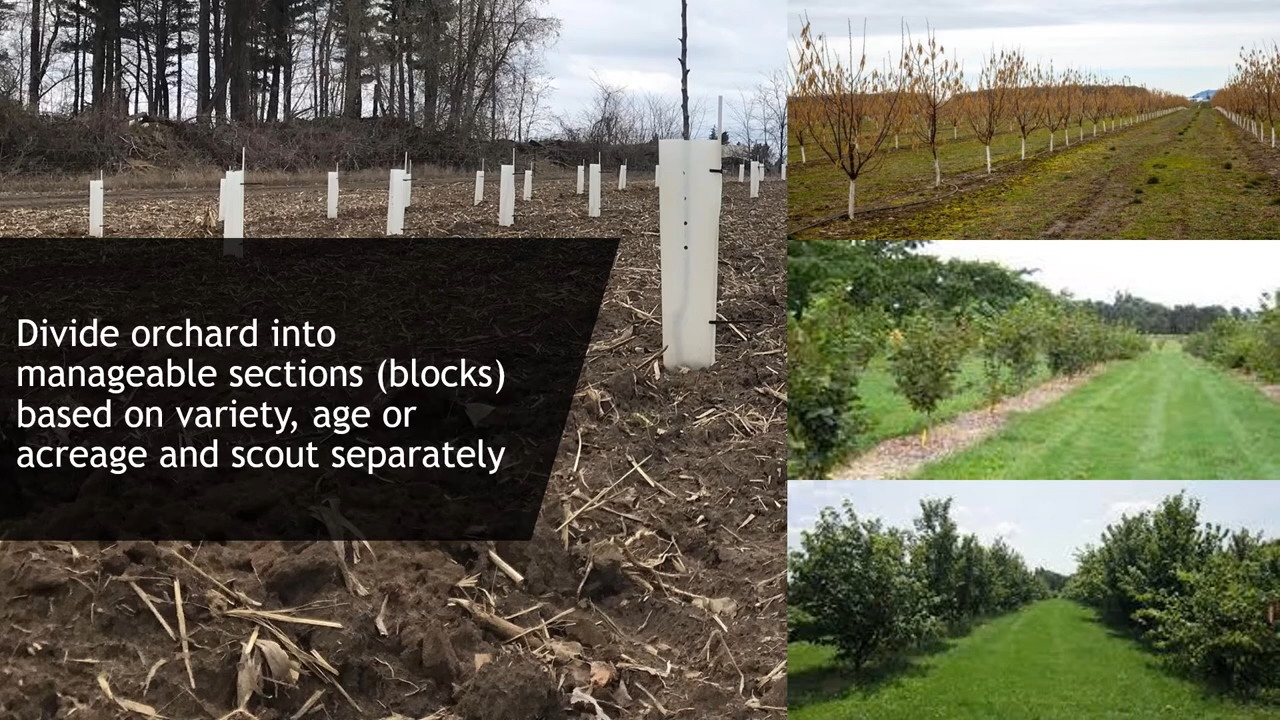 Divide orchard into
manageable sections (blocks)
based on variety, age or
acreage and scout separately